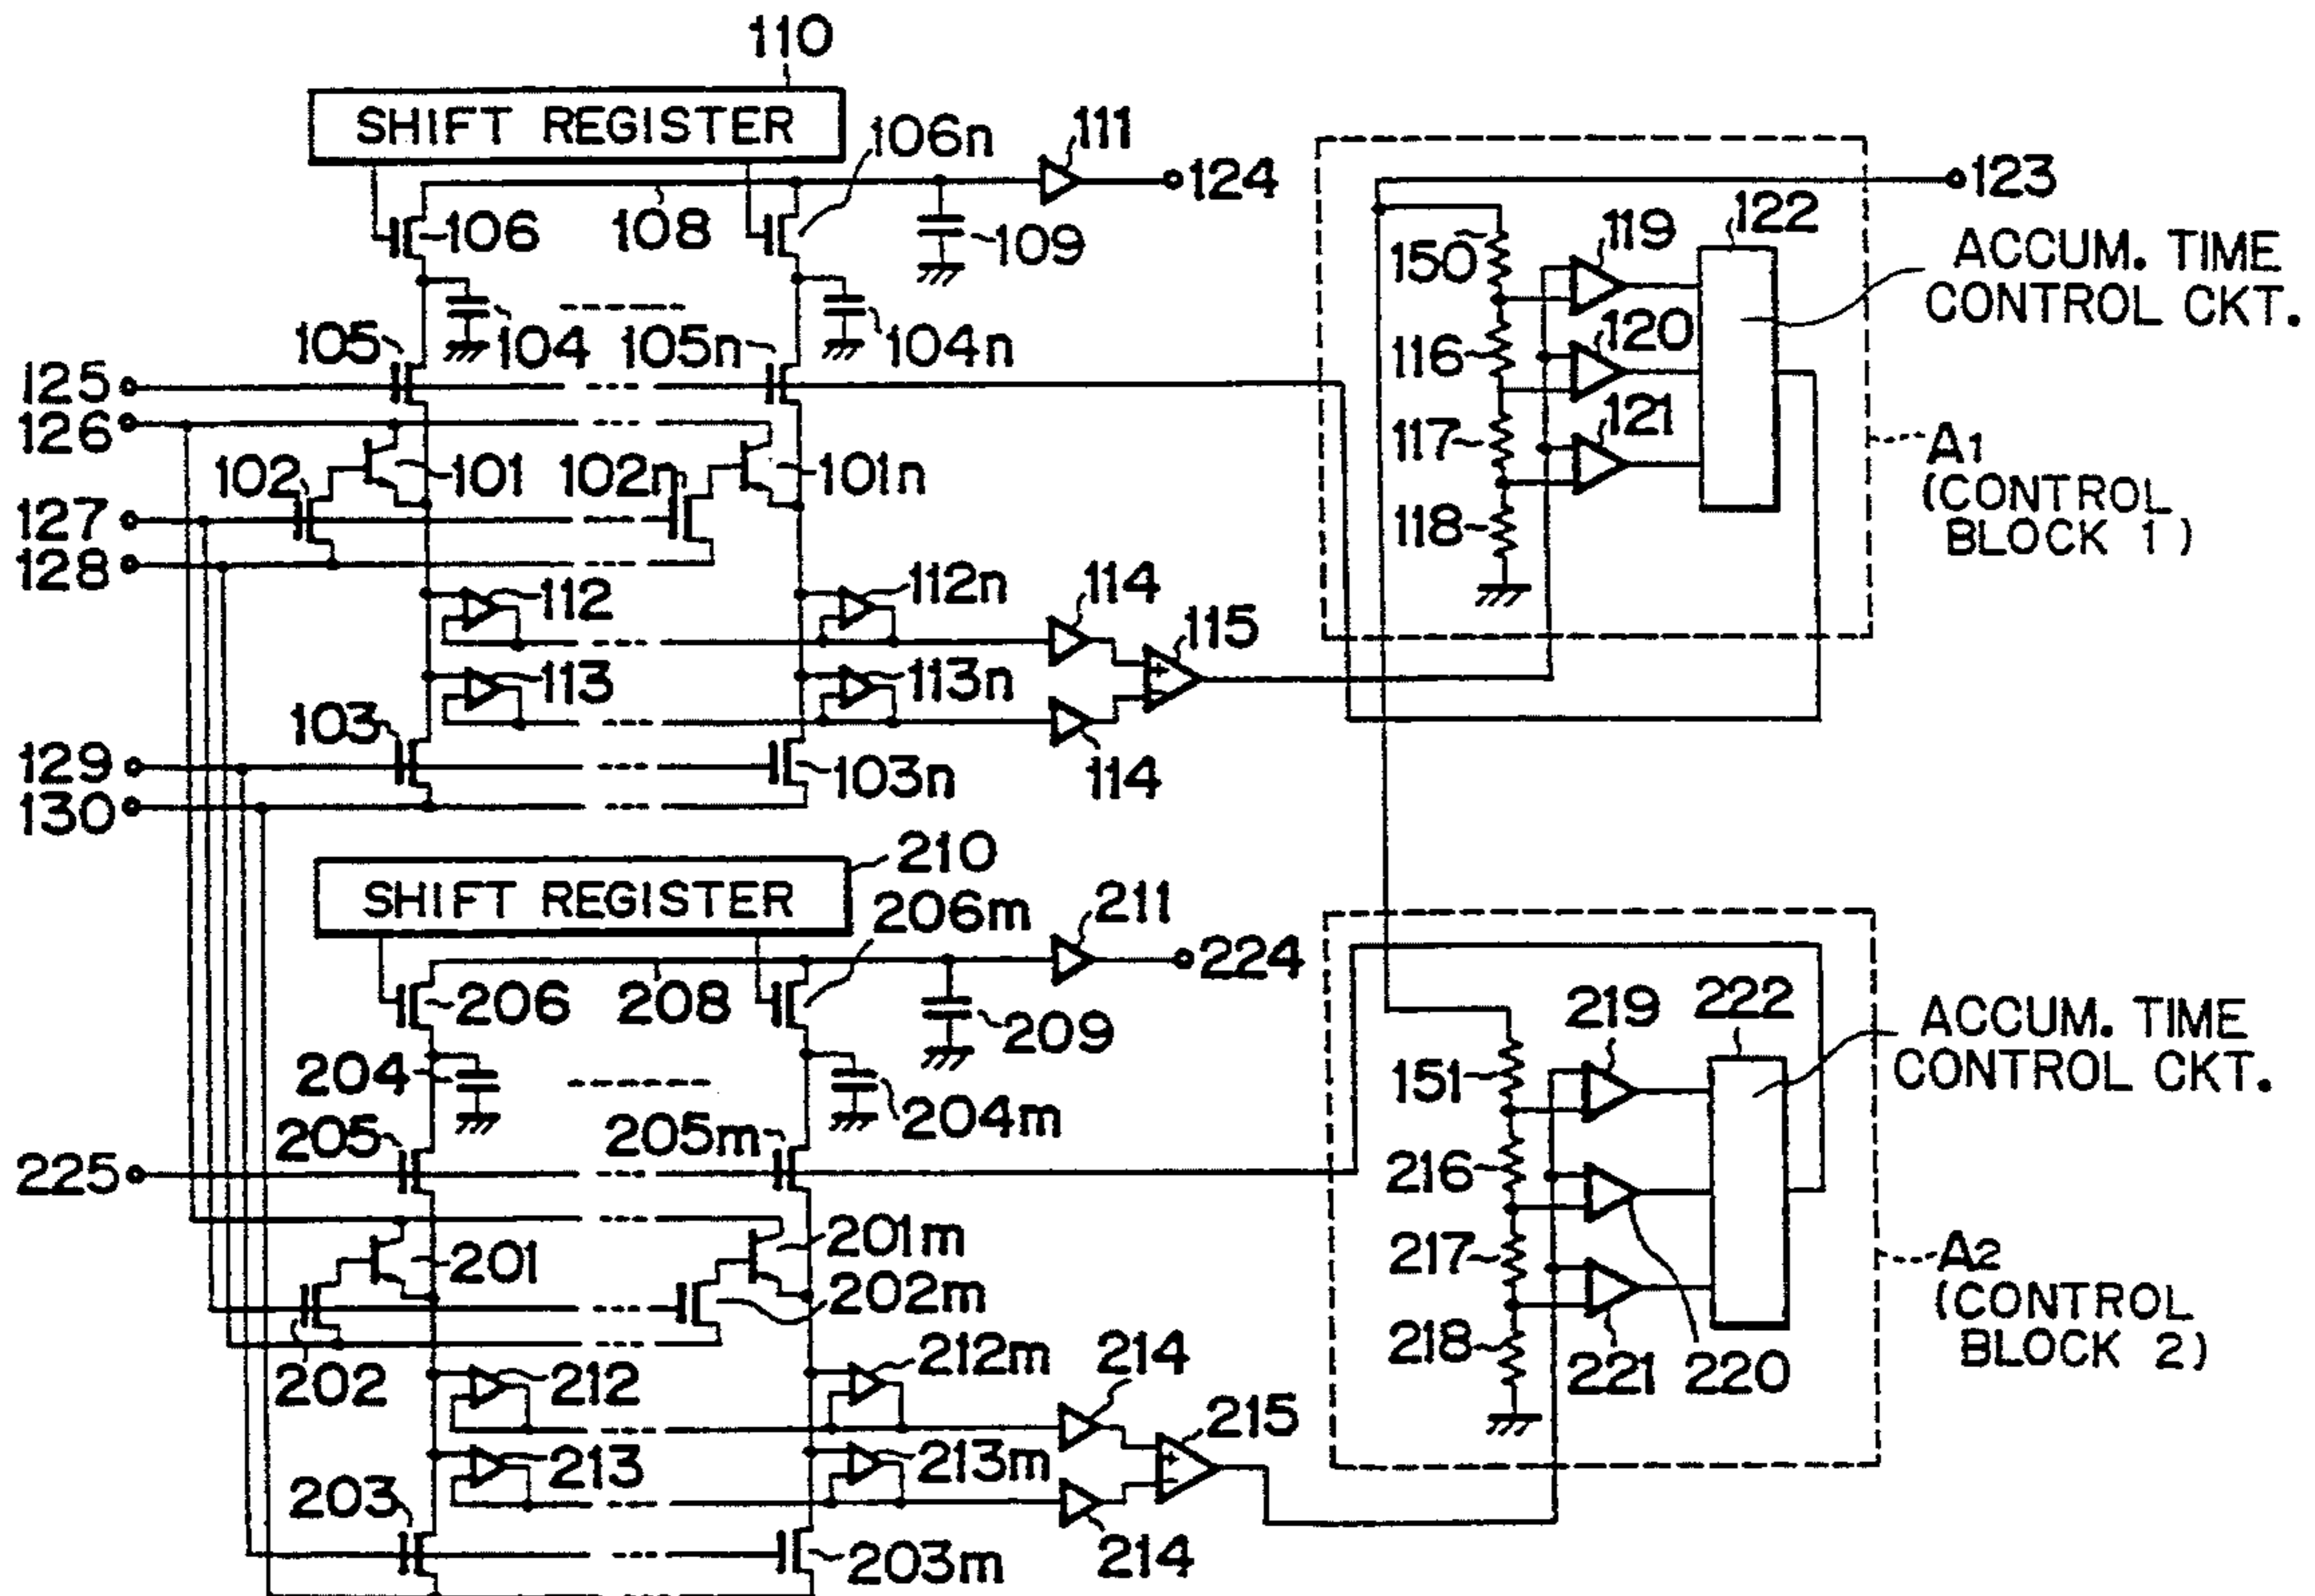 110
SHIFT REGISTER
106n
111
124
123
106
108
109
150
119
122
ACCUM. TIME
CONTROL CKT.
105
104
105n
104n
116
120
125
126
117
121
A1
(CONTROL
BLOCK 1)
102
101
102n
101n
127
128
118
112
112n
114
115
113
113n
103
103n
114
129
130
210
SHIFT REGISTER
206m
211
224
206
208
209
219
222
ACCUM. TIME
CONTROL CKT.
204
204m
151
205
205m
225
216
201
201m
202m
217
A2
(CONTROL
BLOCK 2)
202
212
212m
214
215
218
221
220
213
213m
203
203m
214